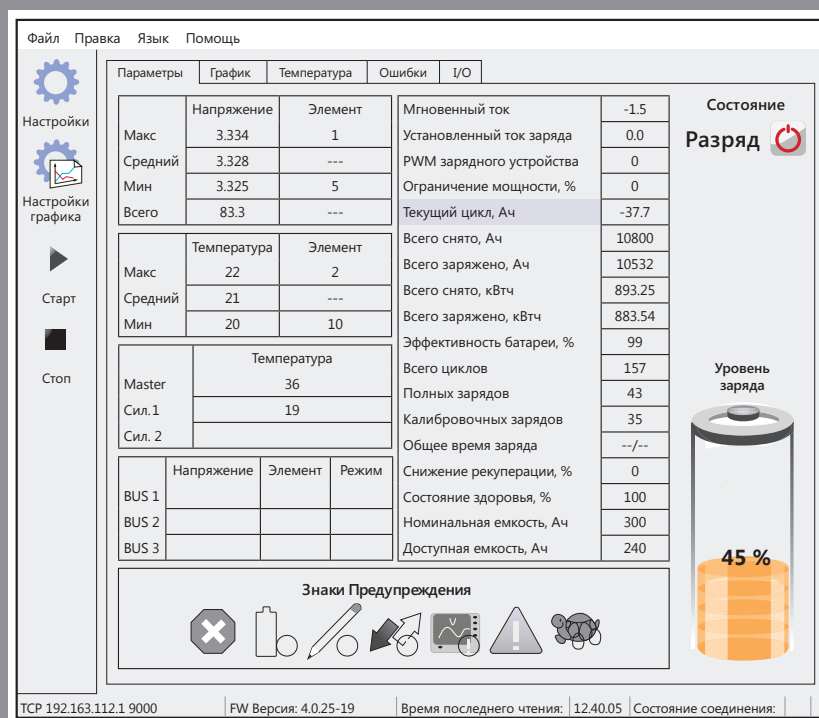 Файл Правка Язык Помощь
Настройки
Настройки
графика
Старт
Стоп
Параметры График Температура Ошибки I/O
Напряжение Элемент
Макс 3.334 1
Средний 3.328 ---
Мин 3.325 5
Всего 83.3 ---
Температура Элемент
Макс 22 2
Средний 21 ---
Мин 20 10
Температура
Master 36
Сил.1 19
Сил. 2
Напряжение Элемент Режим
BUS 1
BUS 2
BUS 3
Мгновенный ток -1.5
Установленный ток заряда 0.0
PWM зарядного устройства 0
Ограничение мощности, % 0
Текущий цикл, Ач -37.7
Всего снято, Ач 10800
Всего заряжено, Ач 10532
Всего снято, кВтч 893.25
Всего заряжено, кВтч 883.54
Эффективность батареи, % 99
Всего циклов 157
Полных зарядов 43
Калибровочных зарядов 35
Общее время заряда --/--
Снижение рекуперации, % 0
Состояние здоровья, % 100
Номинальная емкость, Ач 300
Доступная емкость, Ач 240
Состояние
Разряд
Уровень
заряда
45 %
Знаки Предупреждения
TCP 192.163.112.1 9000 FW Версия: 4.0.25-19 Время последнего чтения: 12.40.05 Состояние соединения: